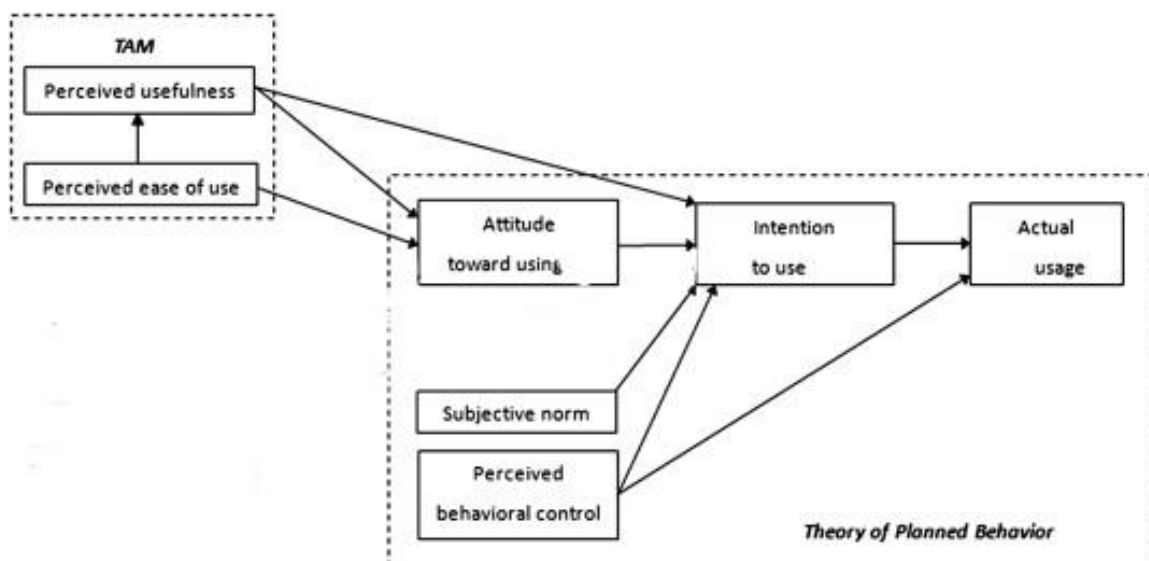 TAM
Perceived usefulness
Perceived ease of use
Attitude
toward using
Intention
to use
Actual
usage
Subjective norm
Perceived
behavioral control
Theory of Planned Behavior